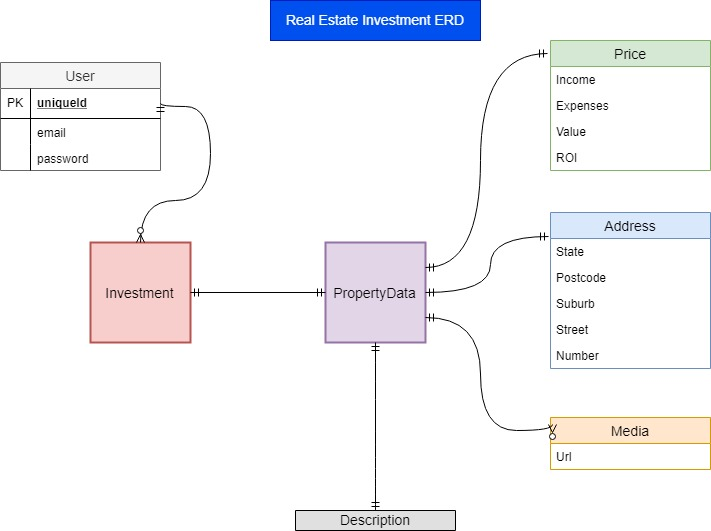 Real Estate Investment ERD
User
PK uniqueId
email
password
Price
Income
Expenses
Value
ROI
Address
State
Postcode
Suburb
Street
Number
Investment
PropertyData
Media
Url
Description